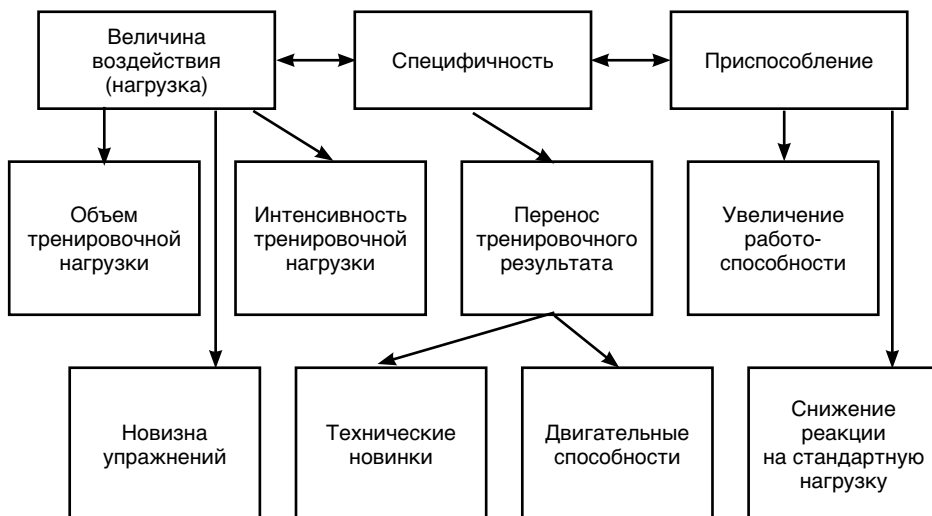 Величина
воздействия
(нагрузка)
Специфичность
Приспособление
Объем
тренировочной
нагрузки
Интенсивность
тренировочной
нагрузки
Перенос
тренировочного
результата
Увеличение
работо-
способности
Новизна
упражнений
Технические
новинки
Двигательные
способности
Снижение
реакции
на стандартную
нагрузку